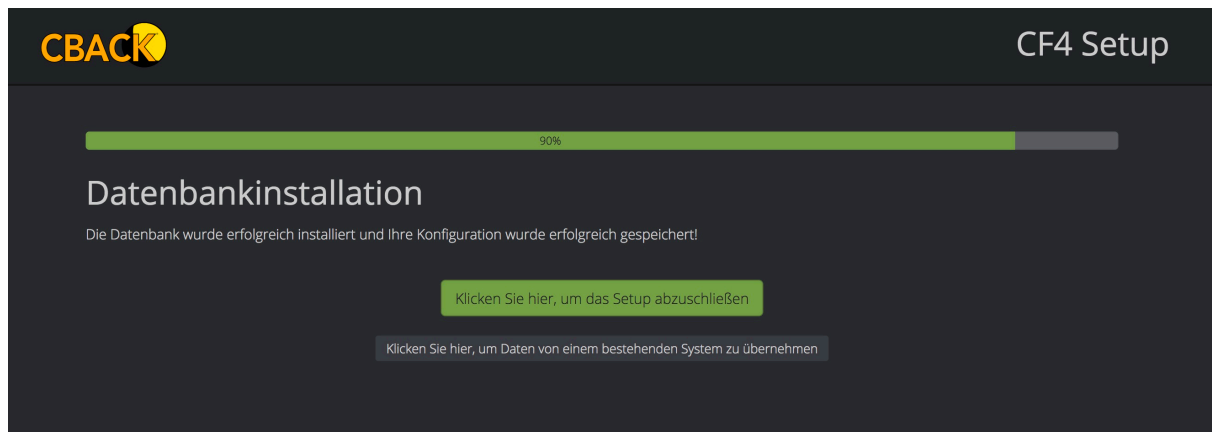 CBACK
CF4 Setup
90%
Datenbankinstallation
Die Datenbank wurde erfolgreich installiert und Ihre Konfiguration wurde erfolgreich gespeichert!
Klicken Sie hier, um das Setup abzuschließen
Klicken Sie hier, um Daten von einem bestehenden System zu übernehmen